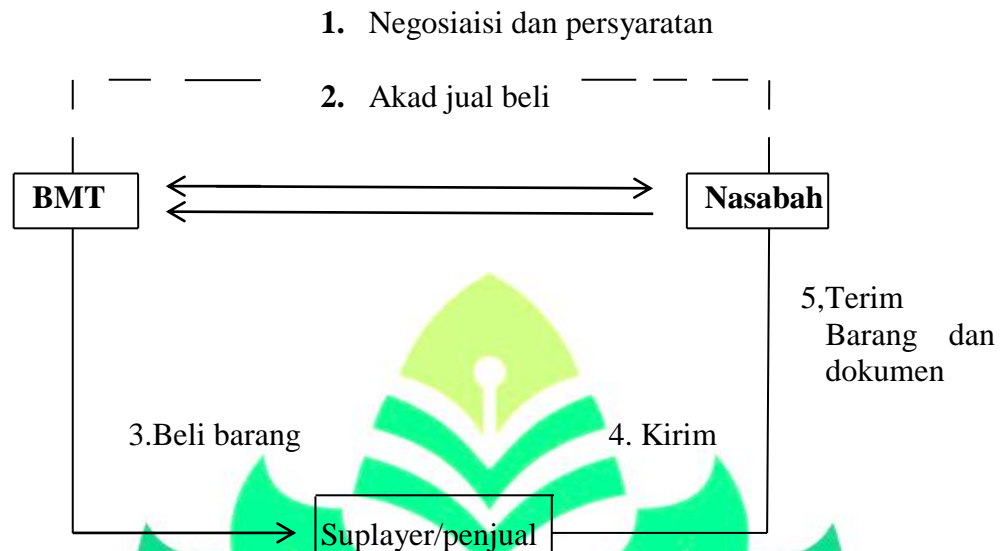 1. Negosiaisi dan persyaratan
2. Akad jual beli
BMT
Nasabah
5,Terim
Barang dan
dokumen
3.Beli barang
4. Kirim
Suplayer/penjual